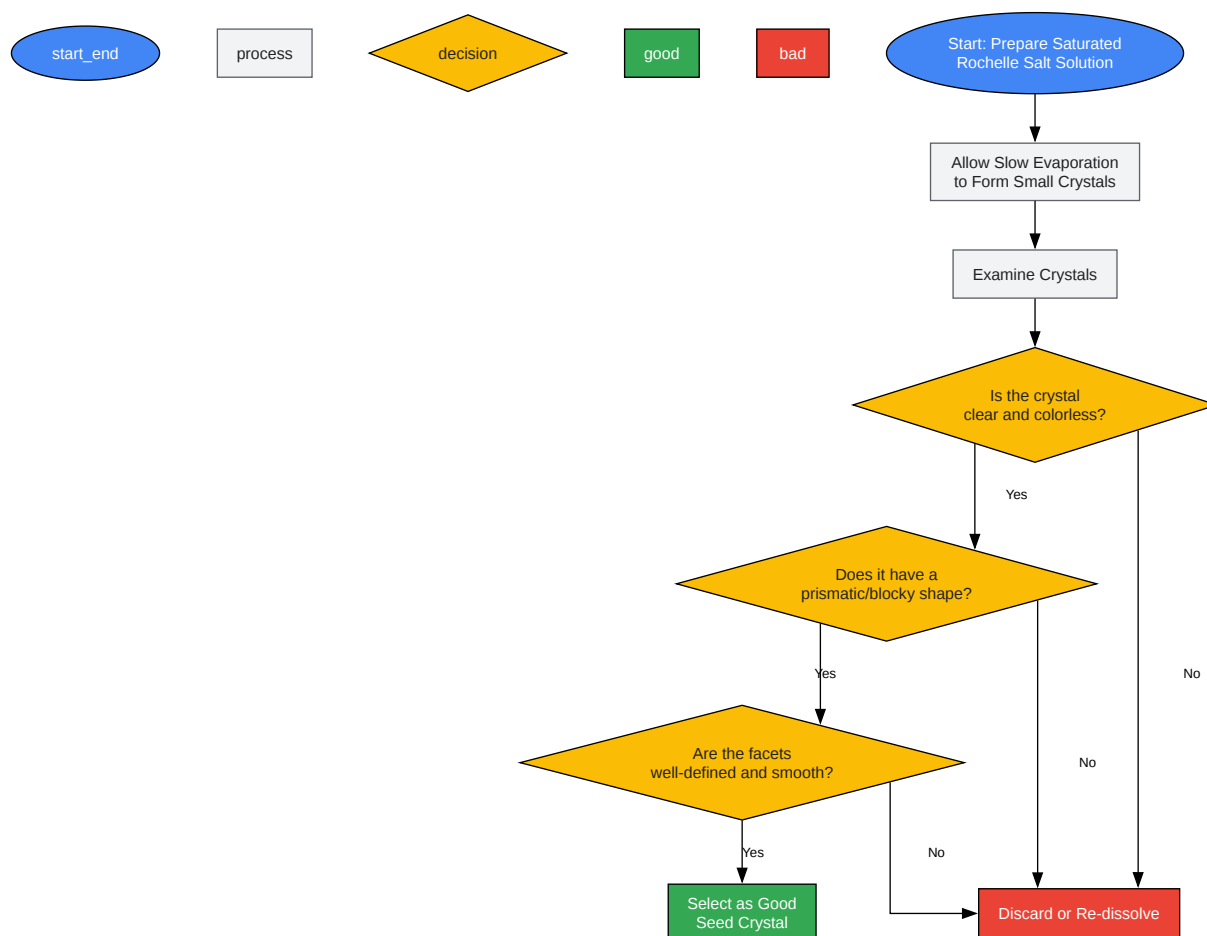 start_end
process
decision
good
bad
Start: Prepare Saturated
Rochelle Salt Solution
Allow Slow Evaporation
to Form Small Crystals
Examine Crystals
Is the crystal
clear and colorless?
Yes
Does it have a
prismatic/blocky shape?
Yes
No
Are the facets
well-defined and smooth?
No
Yes
No
Select as Good
Seed Crystal
Discard or Re-dissolve